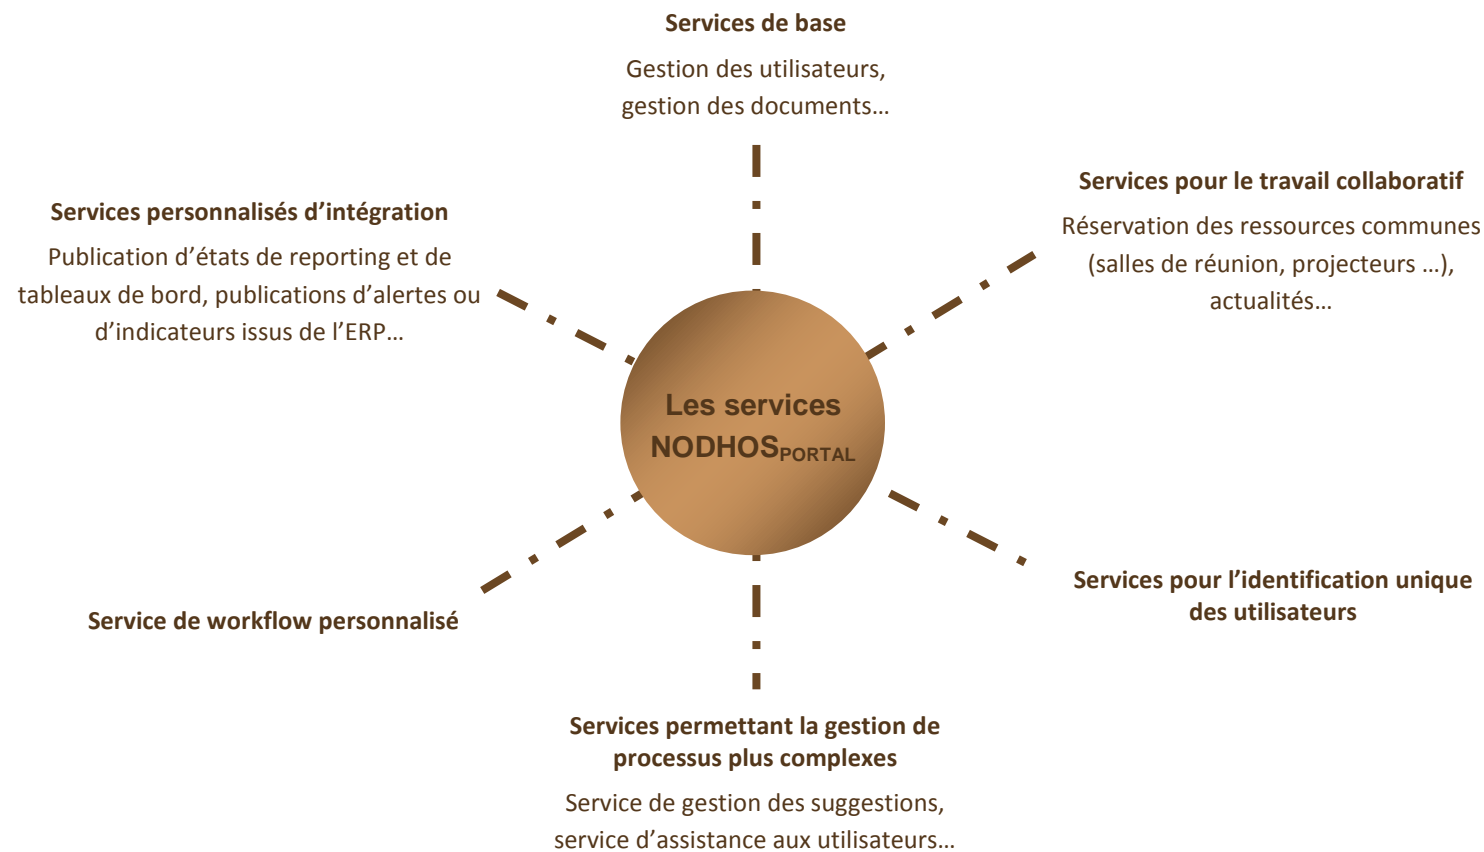 Services de base
Gestion des utilisateurs,
gestion des documents…
Services pour le travail collaboratif
Réservation des ressources communes
(salles de réunion, projecteurs …),
actualités…
Services personnalisés d’intégration
Publication d’états de reporting et de
tableaux de bord, publications d’alertes ou
d’indicateurs issus de l’ERP…
Les services
NODHOSPORTAL
Services pour l’identification unique
des utilisateurs
Service de workflow personnalisé
Services permettant la gestion de
processus plus complexes
Service de gestion des suggestions,
service d’assistance aux utilisateurs…